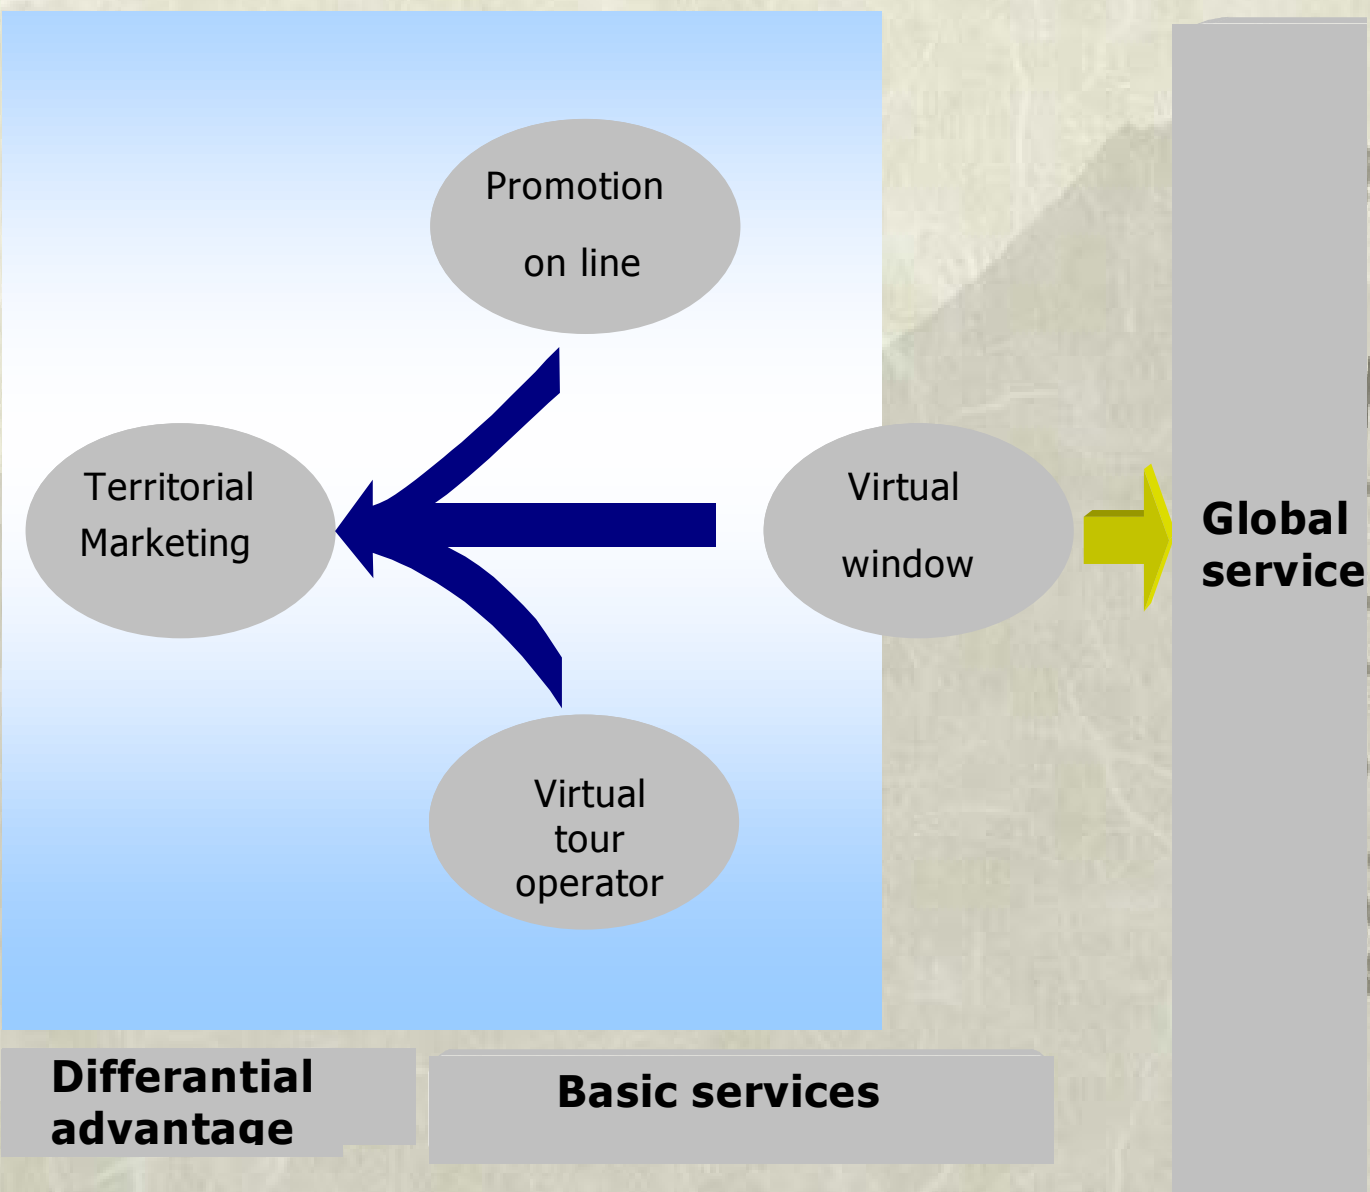 Promotion
on line
Territorial
Marketing
Virtual
window
Global
service
Virtual
tour
operator
Differantial
advantage
Basic services